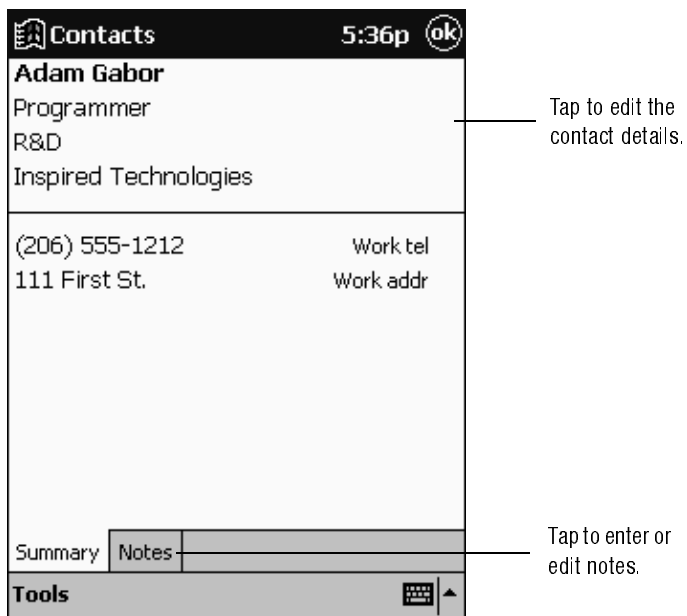 Contacts 5:36p ok
Adam Gabor
Programmer
R&D
Inspired Technologies
Tap to edit the
contact details.
(206) 555-1212 Work tel
111 First St. Work addr
Summary Notes
Tap to enter or
edit notes.
Tools